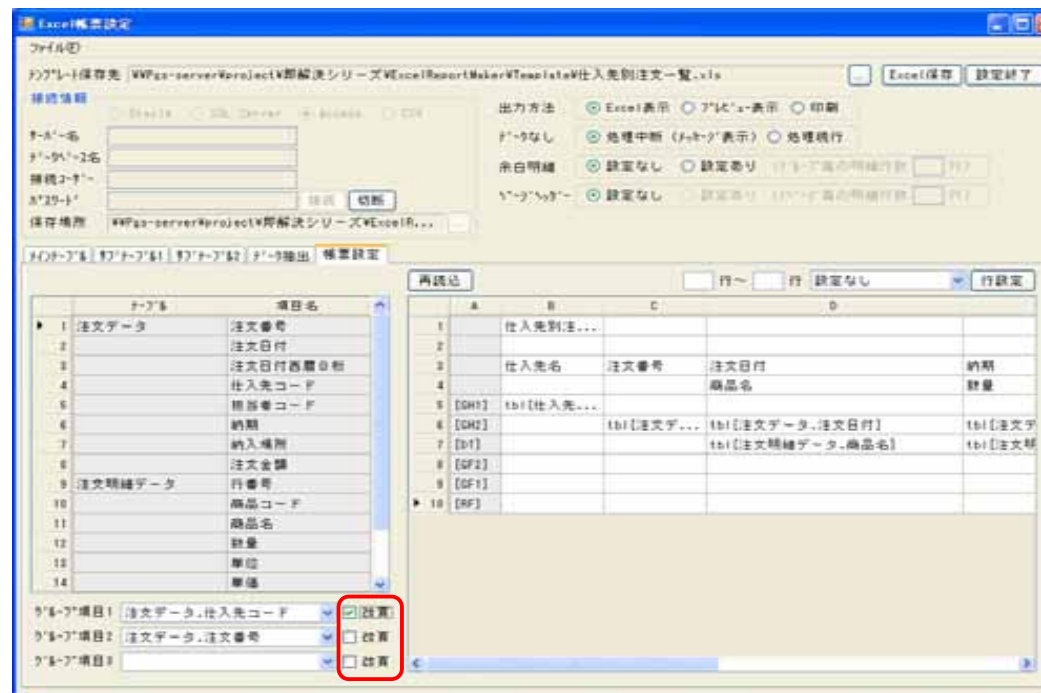 Excel帳票設定
ファイル(F)
テンプレート保存先 ¥¥Pgs-server¥project¥即解決シリーズ¥ExcelReportMaker¥Template¥仕入先別注文一覧.xls ... Excel保存 設定終了
接続情報
Oracle SQL Server Access CSV
サーバー名
データベース名
接続ユーザー
パスワード 接続 切断
保存場所 ¥¥Pgs-server¥project¥即解決シリーズ¥ExcelR...
出力方法 Excel表示 プレビュー表示 印刷
データなし 処理中断 (メッセージ表示) 処理続行
余白明細 設定なし 設定あり
ページヘッダー 設定なし 設定あり
メインテーブル サブテーブル1 サブテーブル2 データ抽出 帳票設定
再読込 行~ 行 設定なし 行設定
テーブル 項目名
1 注文データ 注文番号
2 注文日付
3 注文日付西暦0秒
4 仕入先コード
5 担当者コード
6 納期
7 納入場所
8 注文金額
9 注文明細データ 行番号
10 商品コード
11 商品名
12 数量
13 単位
14 単価
A B C D
1 仕入先別注...
2
3 仕入先名 注文番号 注文日付 納期
4 商品名 数量
5 [GH1] tbl[仕入先...
6 [GH2] tbl[注文デ... tbl[注文データ.注文日付] tbl[注文デ
7 [DT] tbl[注文明細データ.商品名] tbl[注文明
8 [GF2]
9 [GF1]
10 [RF]
グループ項目1 注文データ.仕入先コード 改頁
グループ項目2 注文データ.注文番号 改頁
グループ項目3 改頁